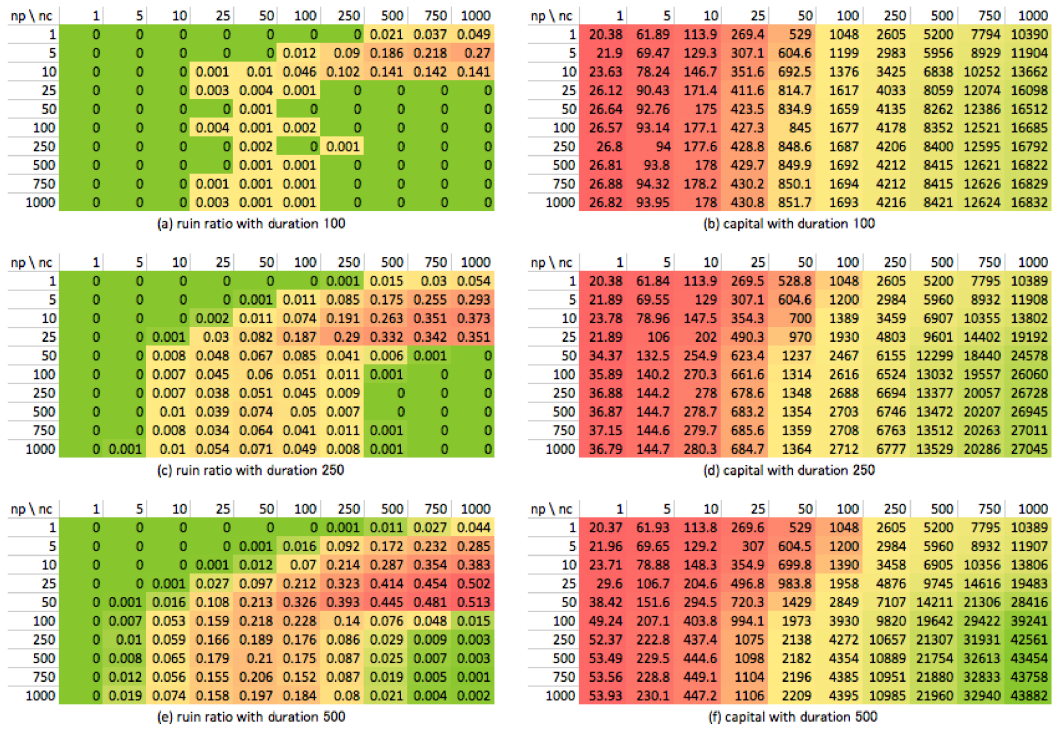 np \ nc 1 5 10 25 50 100 250 500 750 1000
1 0 0 0 0 0 0 0 0.021 0.037 0.049
5 0 0 0 0 0 0.012 0.09 0.186 0.218 0.27
10 0 0 0 0.001 0.01 0.046 0.102 0.141 0.142 0.141
25 0 0 0 0.003 0.004 0.001 0 0 0 0
50 0 0 0 0 0.001 0 0 0 0 0
100 0 0 0 0.004 0.001 0.002 0 0 0 0
250 0 0 0 0 0.002 0 0.001 0 0 0
500 0 0 0 0 0.001 0.001 0 0 0 0
750 0 0 0 0.001 0.001 0.001 0 0 0 0
1000 0 0 0 0.003 0.001 0.001 0 0 0 0
(a) ruin ratio with duration 100
np \ nc 1 5 10 25 50 100 250 500 750 1000
1 20.38 61.89 113.9 269.4 529 1048 2605 5200 7794 10390
5 21.9 69.47 129.3 307.1 604.6 1199 2983 5956 8929 11904
10 23.63 78.24 146.7 351.6 692.5 1376 3425 6838 10252 13662
25 26.12 90.43 171.4 411.6 814.7 1617 4033 8059 12074 16098
50 26.64 92.76 175 423.5 834.9 1659 4135 8262 12386 16512
100 26.57 93.14 177.1 427.3 845 1677 4178 8352 12521 16685
250 26.8 94 177.6 428.8 848.6 1687 4206 8400 12595 16792
500 26.81 93.8 178 429.7 849.9 1692 4212 8415 12621 16822
750 26.88 94.32 178.2 430.2 850.1 1694 4212 8415 12626 16829
1000 26.82 93.95 178 430.8 851.7 1693 4216 8421 12624 16832
(b) capital with duration 100
np \ nc 1 5 10 25 50 100 250 500 750 1000
1 0 0 0 0 0 0 0.001 0.015 0.03 0.054
5 0 0 0 0 0.001 0.011 0.085 0.175 0.255 0.293
10 0 0 0 0.002 0.011 0.074 0.191 0.263 0.351 0.373
25 0 0 0.001 0.03 0.082 0.187 0.29 0.332 0.342 0.351
50 0 0 0.008 0.048 0.067 0.085 0.041 0.006 0.001 0
100 0 0 0.007 0.045 0.06 0.051 0.011 0.001 0 0
250 0 0 0.007 0.038 0.051 0.045 0.009 0 0 0
500 0 0 0.01 0.039 0.074 0.05 0.007 0 0 0
750 0 0 0.008 0.034 0.064 0.041 0.011 0.001 0 0
1000 0 0.001 0.01 0.054 0.071 0.049 0.008 0.001 0 0
(c) ruin ratio with duration 250
np \ nc 1 5 10 25 50 100 250 500 750 1000
1 20.38 61.84 113.9 269.5 528.8 1048 2605 5200 7795 10389
5 21.89 69.55 129 307.1 604.6 1200 2984 5960 8932 11908
10 23.78 78.96 147.5 354.3 700 1389 3459 6907 10355 13802
25 21.89 106 202 490.3 970 1930 4803 9601 14402 19192
50 34.37 132.5 254.9 623.4 1237 2467 6155 12299 18440 24578
100 35.89 140.2 270.3 661.6 1314 2616 6524 13032 19557 26060
250 36.88 144.2 278 678.6 1348 2688 6694 13377 20057 26728
500 36.87 144.7 278.7 683.2 1354 2703 6746 13472 20207 26945
750 37.15 144.6 279.7 685.6 1359 2708 6763 13512 20263 27011
1000 36.79 144.7 280.3 684.7 1364 2712 6777 13529 20286 27045
(d) capital with duration 250
np \ nc 1 5 10 25 50 100 250 500 750 1000
1 0 0 0 0 0 0 0.001 0.011 0.027 0.044
5 0 0 0 0 0.001 0.016 0.092 0.172 0.232 0.285
10 0 0 0 0.001 0.012 0.07 0.214 0.287 0.354 0.383
25 0 0 0.001 0.027 0.097 0.212 0.323 0.414 0.454 0.502
50 0 0.001 0.016 0.108 0.213 0.326 0.393 0.445 0.481 0.513
100 0 0.007 0.053 0.159 0.218 0.228 0.14 0.076 0.048 0.015
250 0 0.01 0.059 0.166 0.189 0.176 0.086 0.029 0.009 0.003
500 0 0.008 0.065 0.179 0.21 0.175 0.087 0.025 0.007 0.003
750 0 0.012 0.056 0.155 0.206 0.152 0.087 0.019 0.005 0.001
1000 0 0.019 0.074 0.158 0.197 0.184 0.08 0.021 0.004 0.002
(e) ruin ratio with duration 500
np \ nc 1 5 10 25 50 100 250 500 750 1000
1 20.37 61.93 113.8 269.6 529 1048 2605 5200 7795 10389
5 21.96 69.65 129.2 307 604.5 1200 2984 5960 8932 11907
10 23.71 78.88 148.3 354.9 699.8 1390 3458 6905 10356 13806
25 29.6 106.7 204.6 496.8 983.8 1958 4876 9745 14616 19483
50 38.42 151.6 294.5 720.3 1429 2849 7107 14211 21306 28416
100 49.24 207.1 403.8 994.1 1973 3930 9820 19642 29422 39241
250 52.37 222.8 437.4 1075 2138 4272 10657 21307 31931 42561
500 53.49 229.5 444.6 1098 2182 4354 10889 21754 32613 43454
750 53.56 228.8 449.1 1104 2196 4385 10951 21880 32833 43758
1000 53.93 230.1 447.2 1106 2209 4395 10985 21960 32940 43882
(f) capital with duration 500